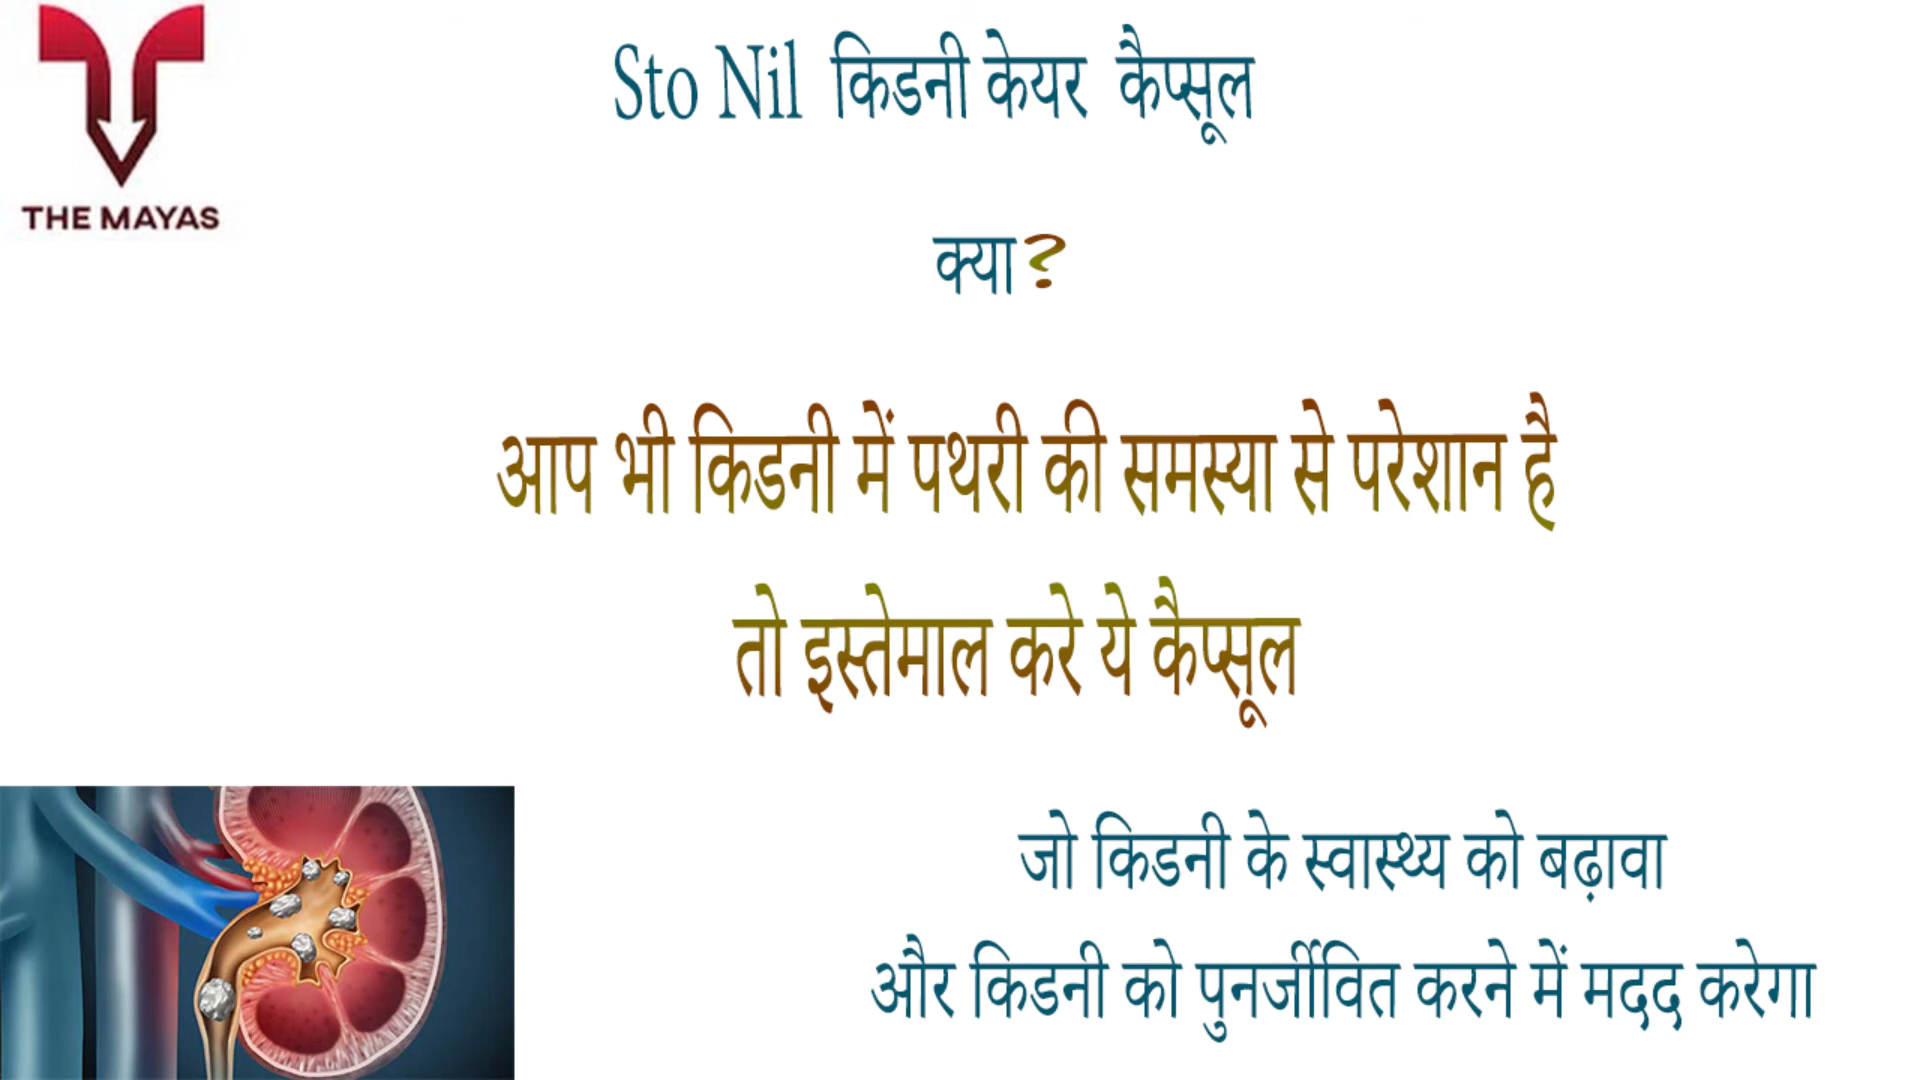 THE MAYAS
Sto Nil किडनी केयर कैप्सूल
क्या?
आप भी किडनी में पथरी की समस्या से परेशान है
तो इस्तेमाल करे ये कैप्सूल
जो किडनी के स्वास्थ्य को बढ़ावा
और किडनी को पुनर्जीवित करने में मदद करेगा